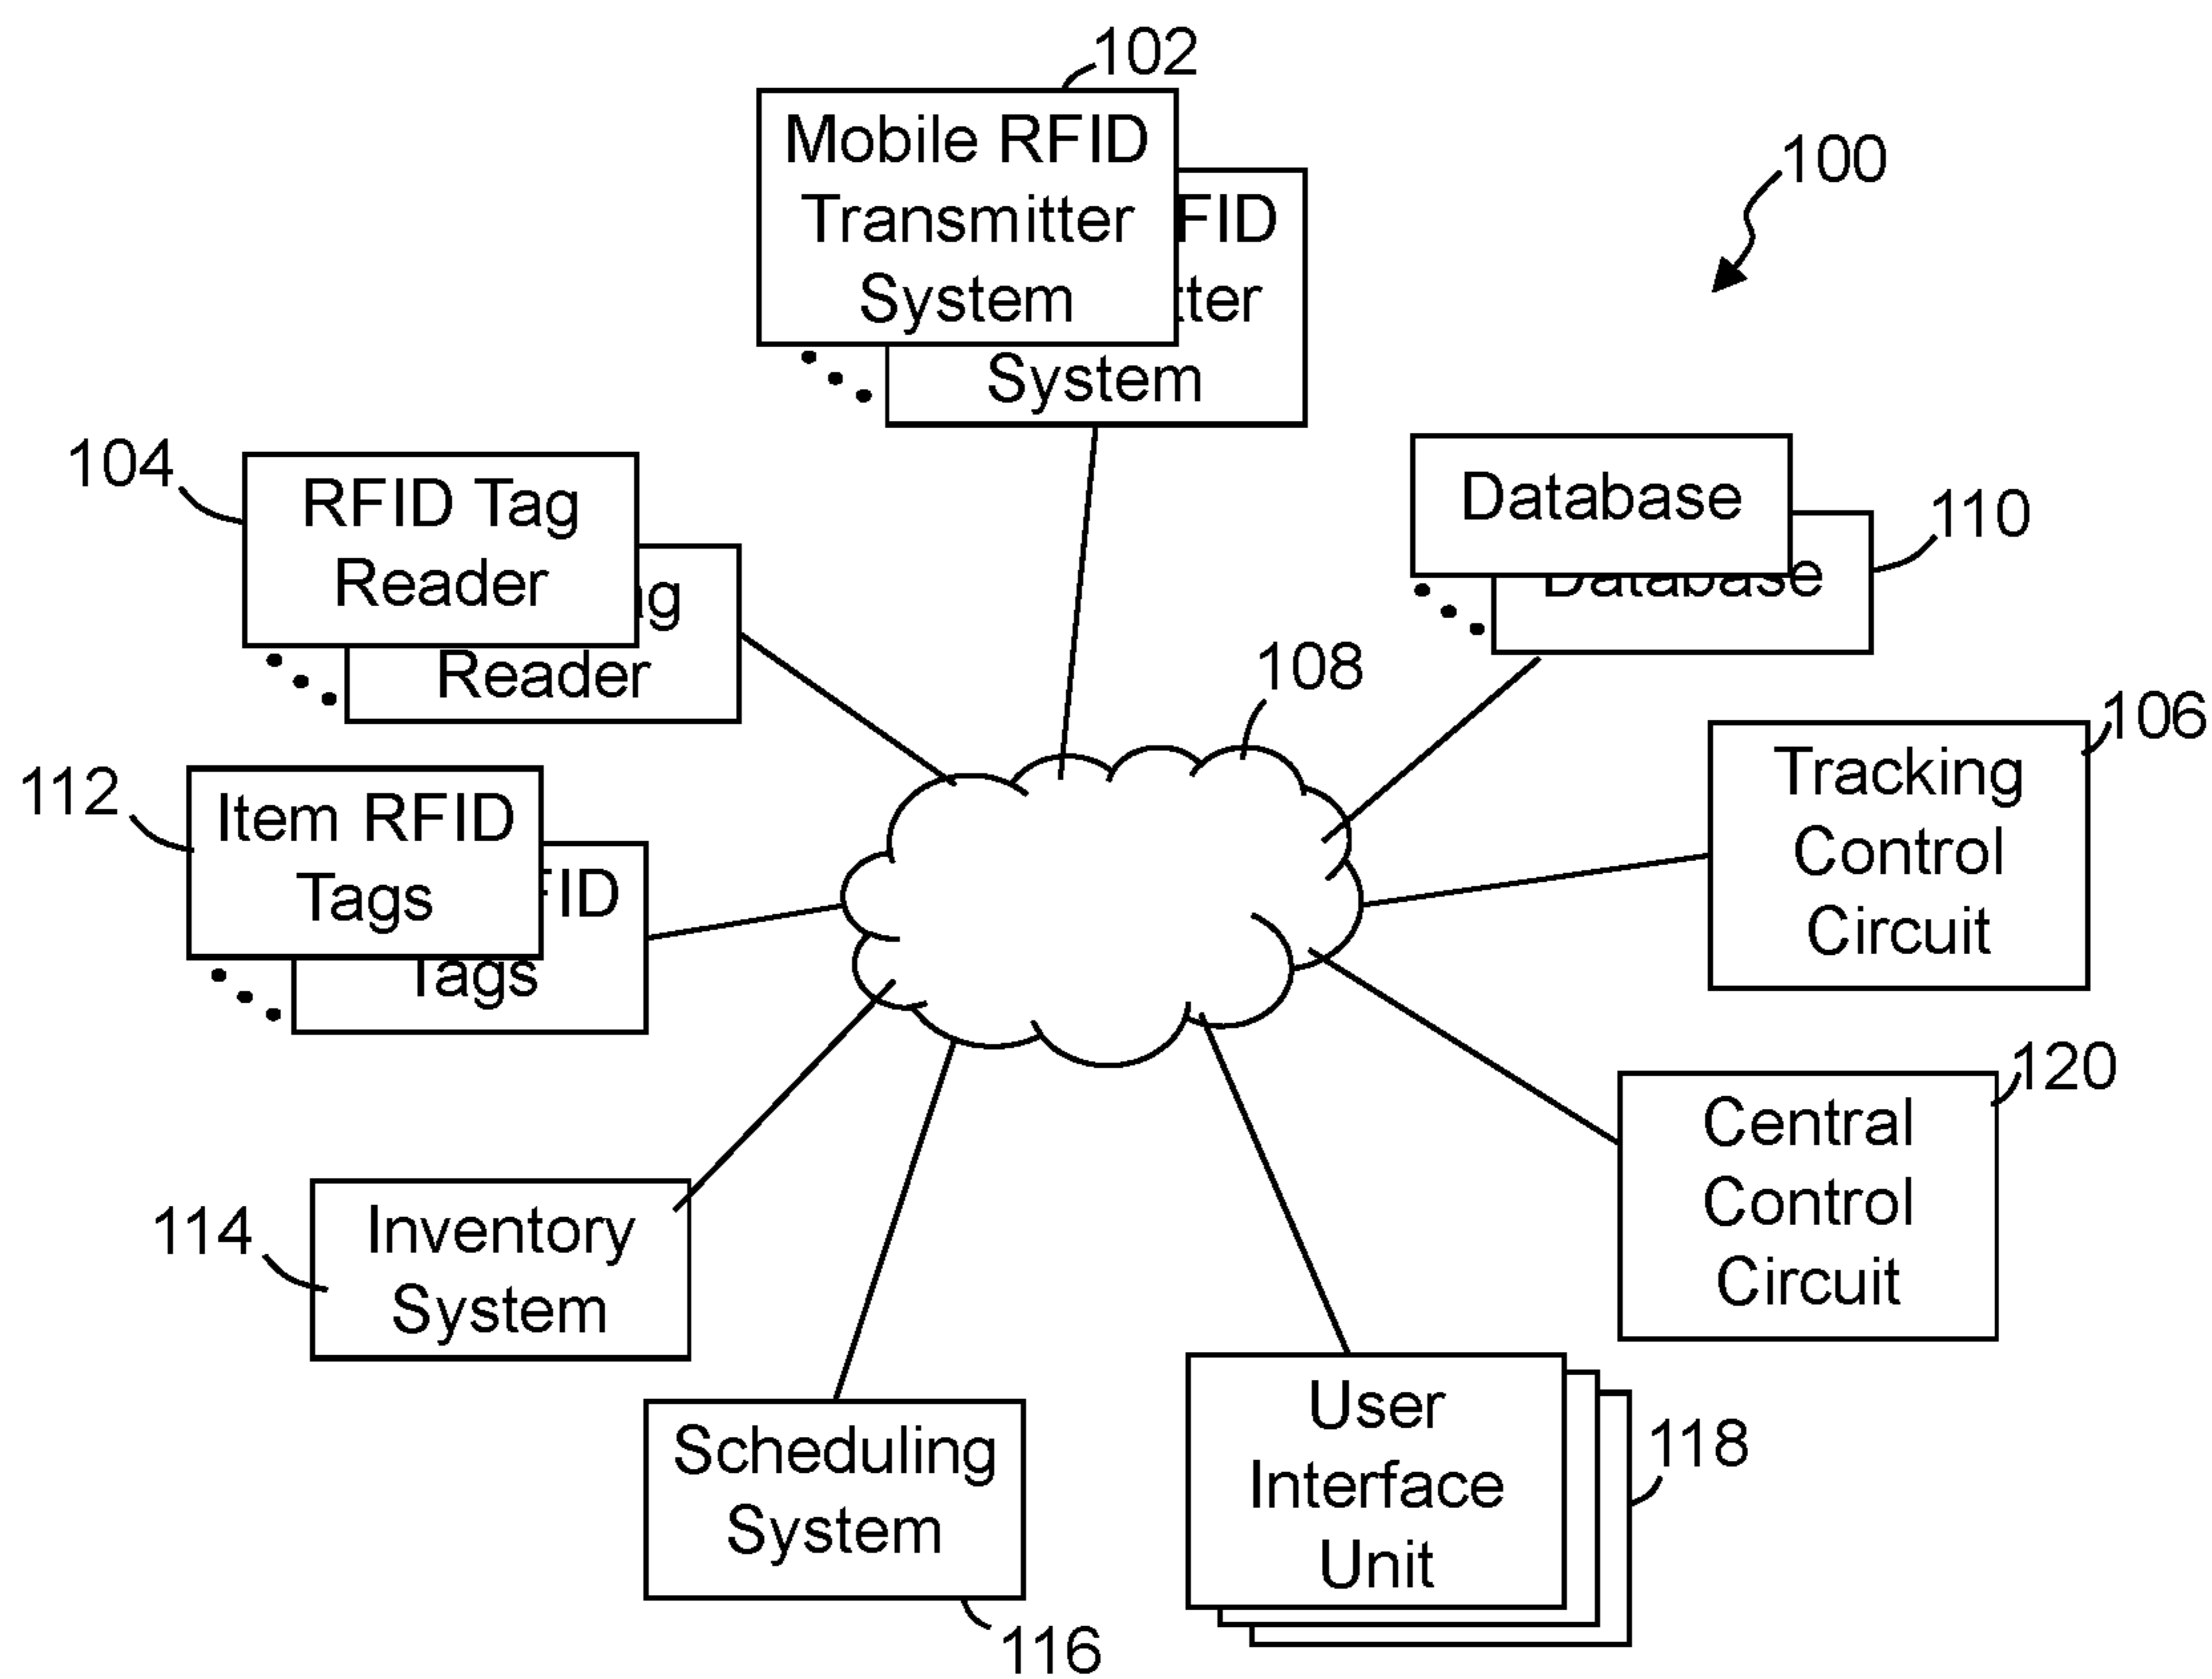 102
Mobile RFID
Transmitter
System
FID
tter
System
100
104
RFID Tag
Reader
ag
Reader
Database
Database
110
108
106
Tracking
Control
Circuit
112
Item RFID
Tags
FID
Tags
120
Central
Control
Circuit
114
Inventory
System
Scheduling
System
116
User
Interface
Unit
118